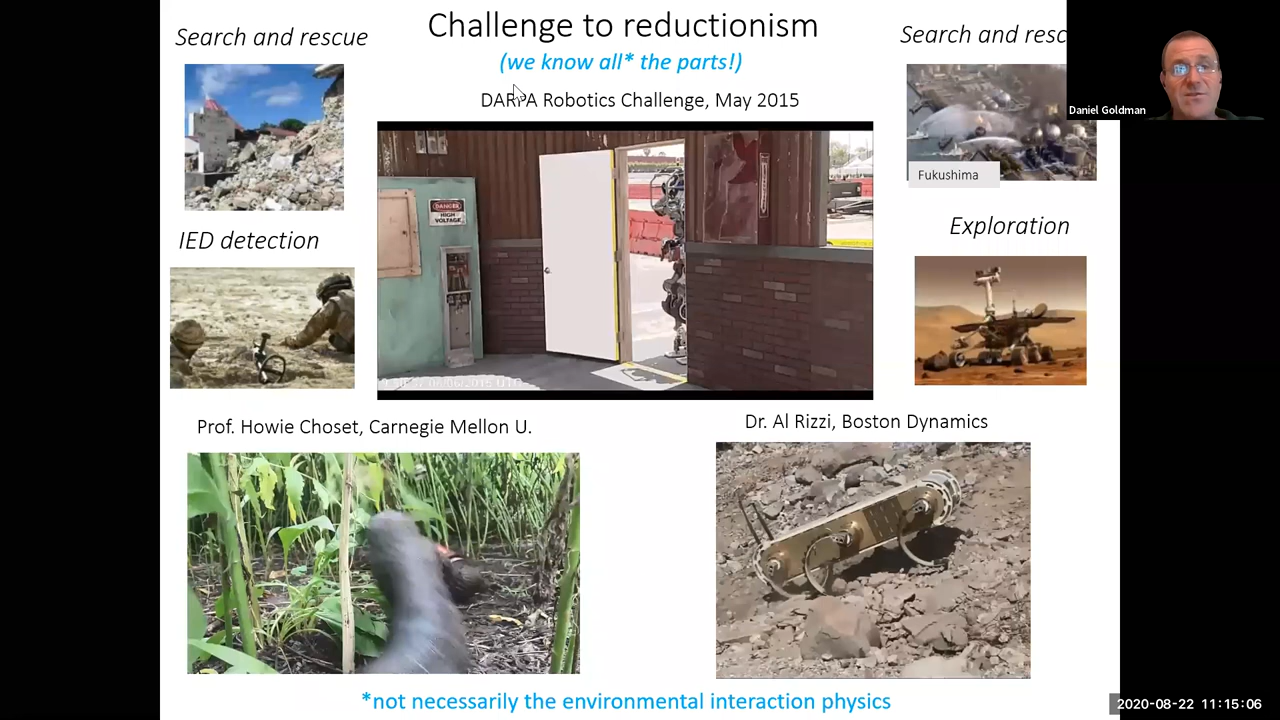 Search and rescue
Challenge to reductionism
(we know all* the parts!)
DARPA Robotics Challenge, May 2015
Search and resc
Daniel Goldman
DANGER
HIGH
VOLTAGE
Fukushima
IED detection
Exploration
Prof. Howie Choset, Carnegie Mellon U.
Dr. Al Rizzi, Boston Dynamics
*not necessarily the environmental interaction physics
2020-08-22 11:15:06